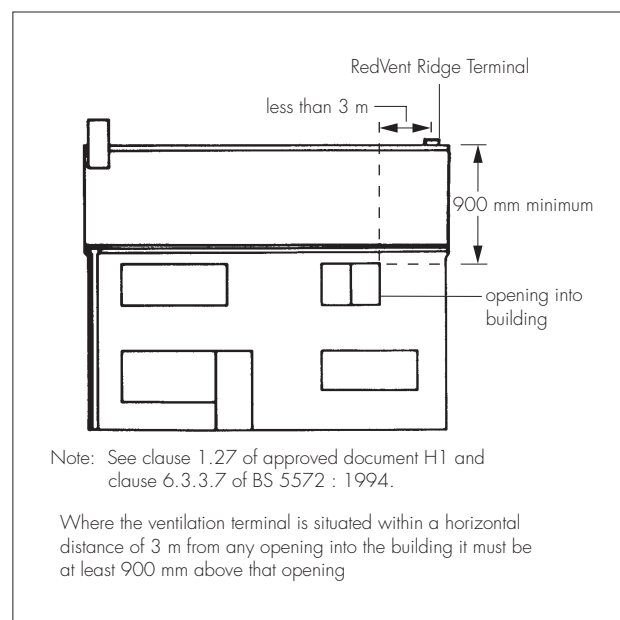 RedVent Ridge Terminal
less than 3 m
900 mm minimum
opening into
building
Note: See clause 1.27 of approved document H1 and
clause 6.3.3.7 of BS 5572 : 1994.
Where the ventilation terminal is situated within a horizontal
distance of 3 m from any opening into the building it must be
at least 900 mm above that opening